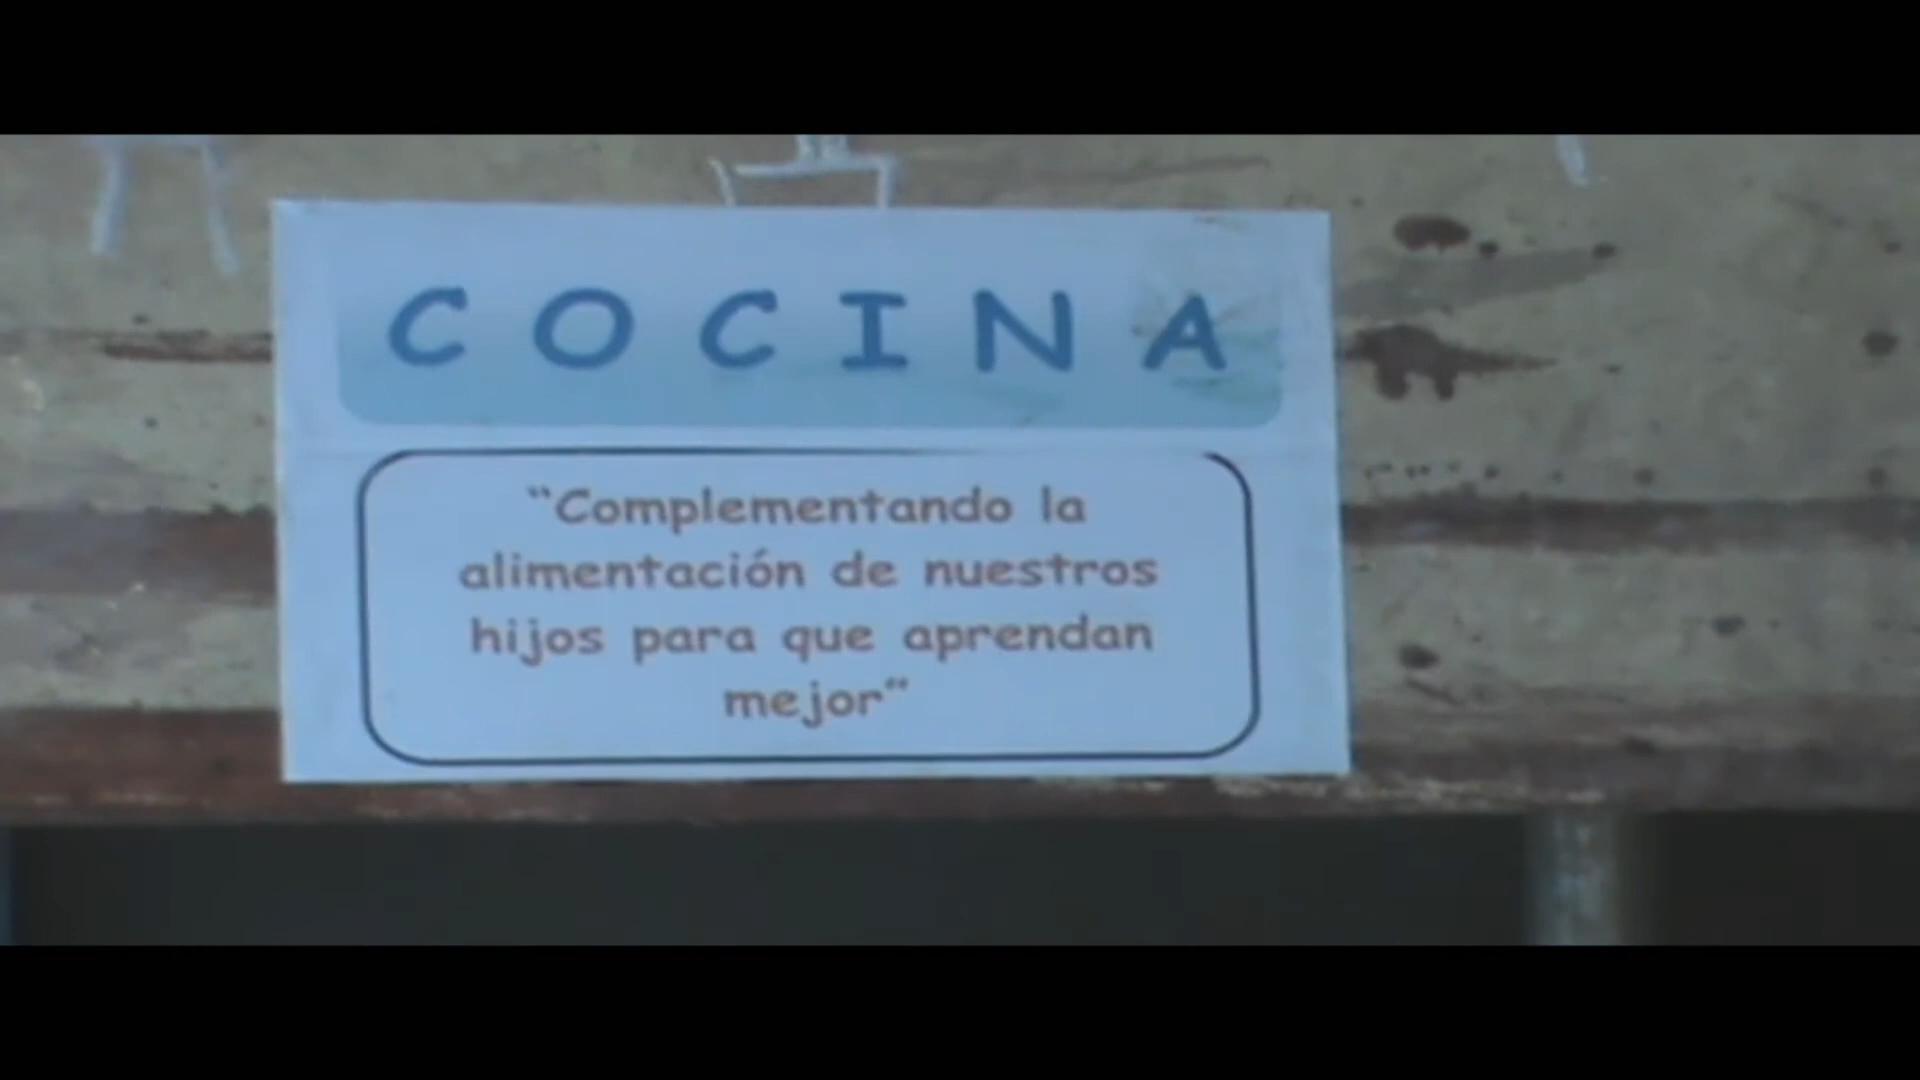 COCINA
“Complementando la
alimentación de nuestros
hijos para que aprendan
mejor”